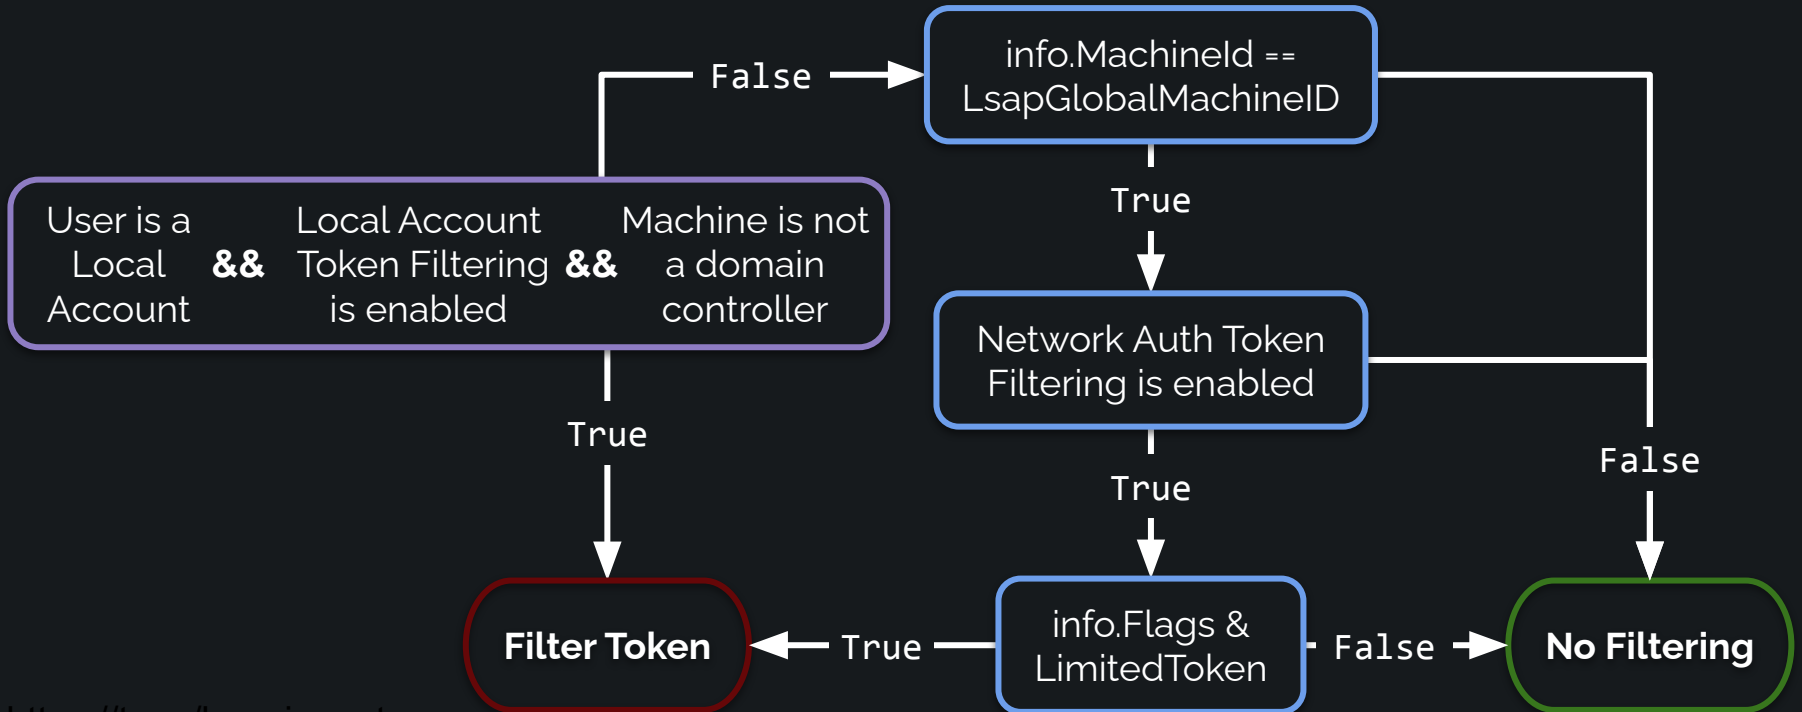 info.MachineId ==
LsapGlobalMachineID
False
True
User is a
Local
Account
&&
Local Account
Token Filtering
is enabled
&&
Machine is not
a domain
controller
Network Auth Token
Filtering is enabled
True
True
False
info.Flags &
LimitedToken
True
False
Filter Token
No Filtering